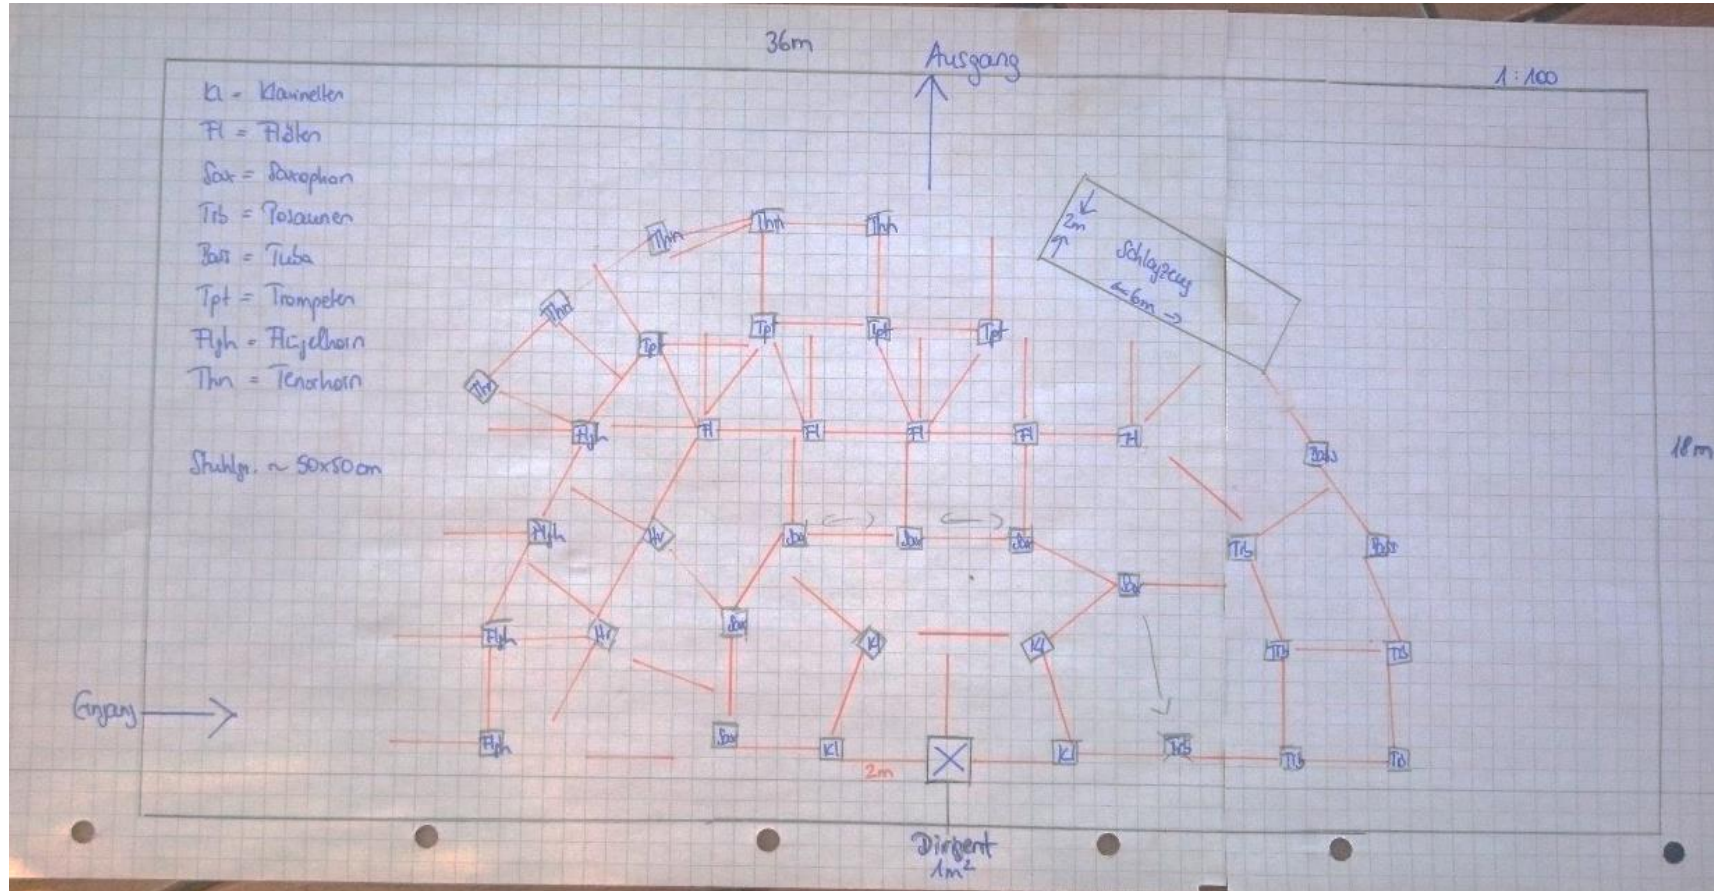 36m
Ausgang
1:100
Kl = Klarinetten
Fl = Flöten
Sax = Saxophon
Trb = Posaunen
Bass = Tuba
Tpt = Trompeten
Flgh = Flügelhorn
Thn = Tenorhorn
Stuhlgr. ~ 50x50cm
2m
Schlagzeug
←6m→
Thn Thn Thn
Thn
Tpt Tpt Tpt Tpt
Thn
Flgh Fl Fl Fl Fl Fl
Bass
18m
Flgh Hr Sax Sax Sax Trb Bass
Sax
Flgh Hr Sax Kl Kl Trb Trb
Eingang
Flgh Sax Kl Kl Trb Trb Trb
2m
Dirigent
1m²